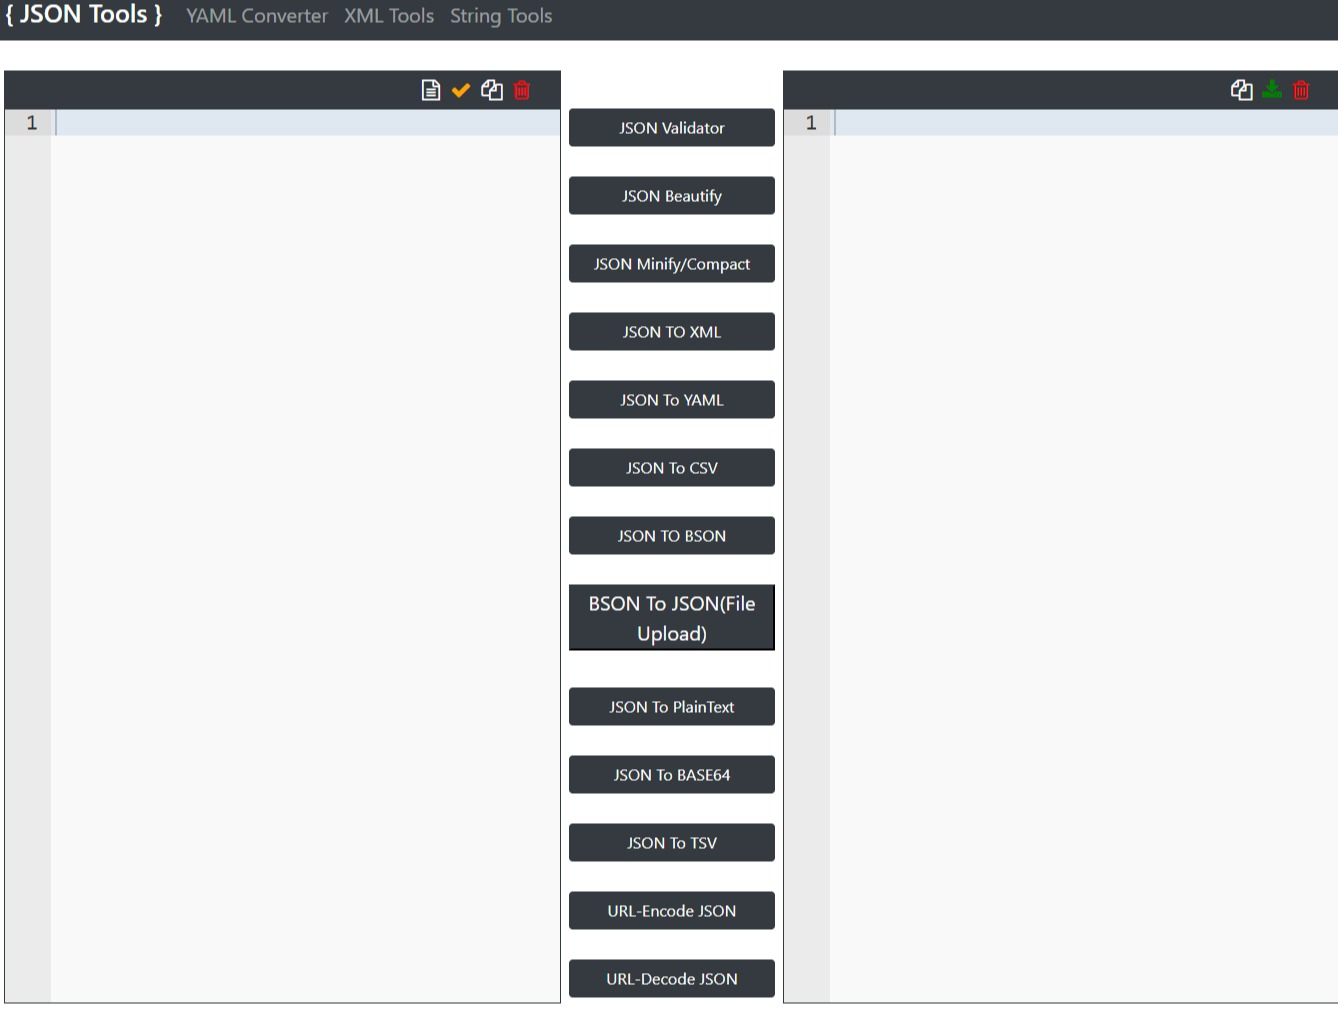 { JSON Tools } YAML Converter XML Tools String Tools
1
JSON Validator
JSON Beautify
JSON Minify/Compact
JSON TO XML
JSON To YAML
JSON To CSV
JSON TO BSON
BSON To JSON(File
Upload)
JSON To PlainText
JSON To BASE64
JSON To TSV
URL-Encode JSON
URL-Decode JSON
1